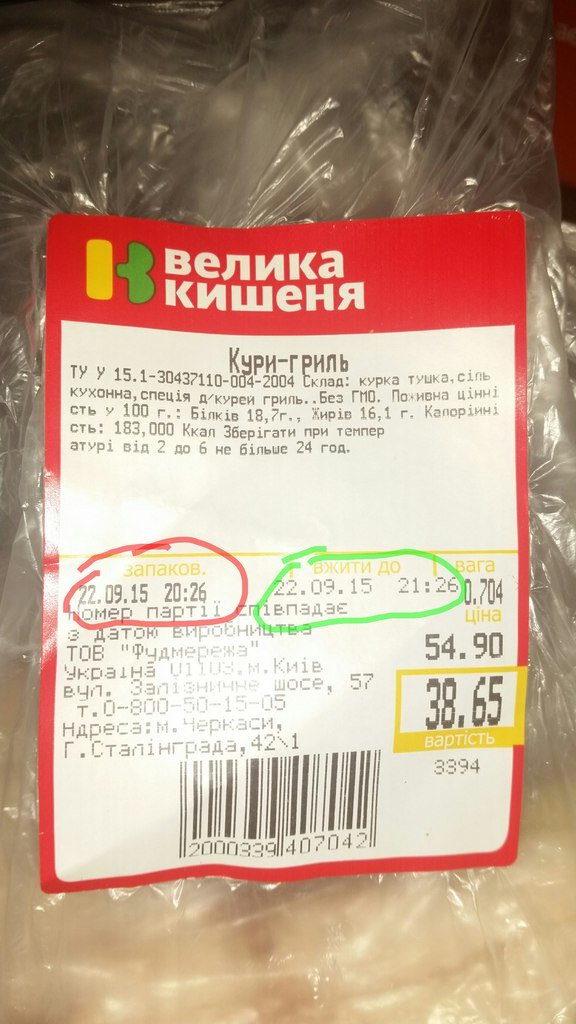 велика
кишеня
Кури-гриль
ТУ У 15.1-30437110-004-2004 Склад: курка тушка,сіль
кухонна,спеція д/курей гриль..Без ГМО. Поживна цінні
сть у 100 г.: Білків 18,7г., Жирів 16,1 г. Калорійні
сть: 183,000 Ккал Зберігати при темпер
атурі від 2 до 6 не більше 24 год.
запаков. вжити до вага
22.09.15 20:26 22.09.15 21:26 0.704
Номер партії співпадає
з датою виробництва
ціна
ТОВ "Фудмережа"
54.90
Україна 01103.м.Київ
вул. Залізничне шосе, 57
т.0-800-50-15-05
38.65
Адреса:м.Черкаси,
Г.Сталінграда,42\1
вартість
3394
2000339 407042